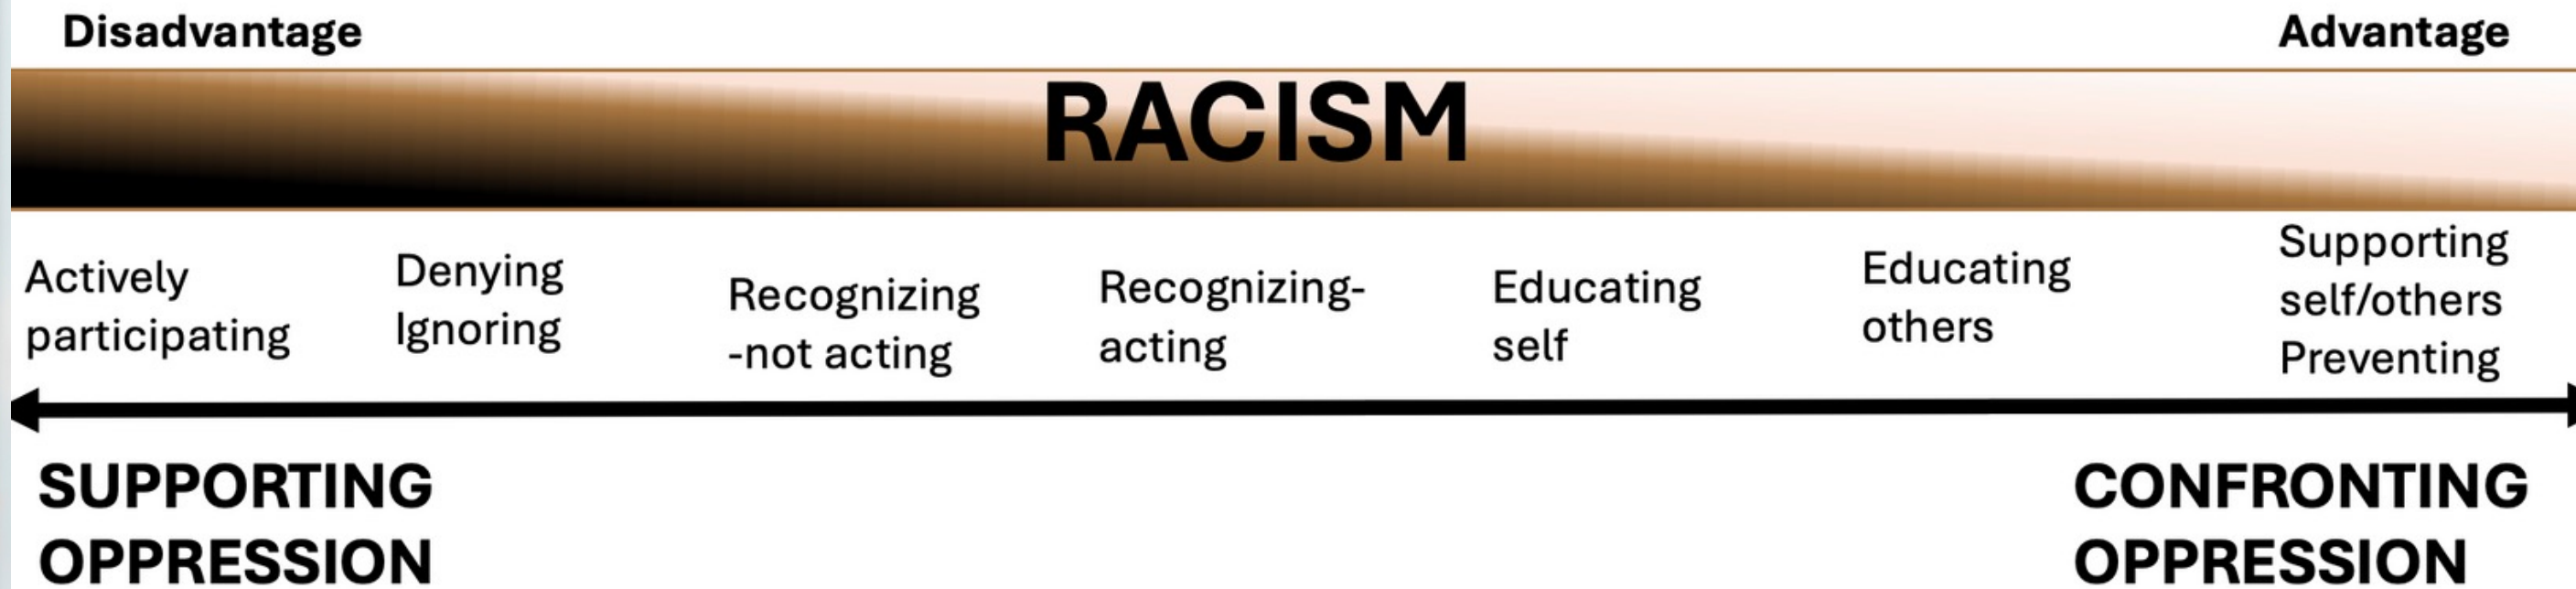 Disadvantage
Advantage
RACISM
Actively
participating
Denying
Ignoring
Recognizing
-not acting
Recognizing-
acting
Educating
self
Educating
others
Supporting
self/others
Preventing
SUPPORTING
OPPRESSION
CONFRONTING
OPPRESSION